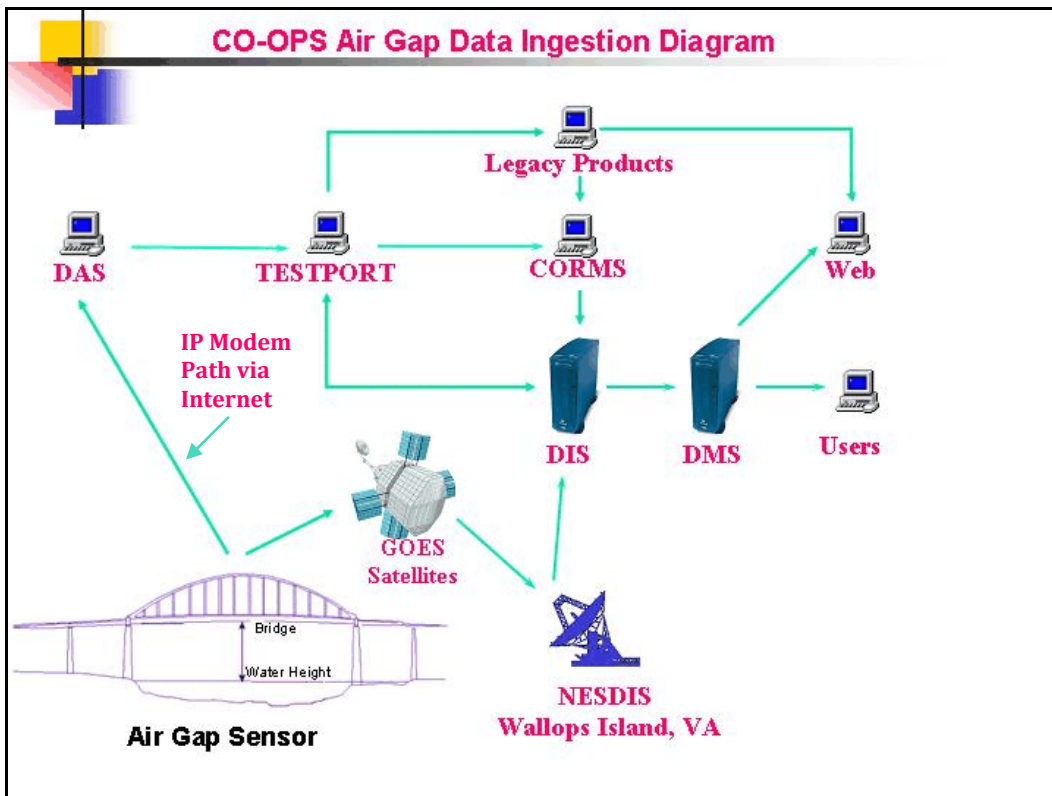 CO-OPS Air Gap Data Ingestion Diagram
Legacy Products
DAS
TESTPORT
CORMS
Web
IP Modem
Path via
Internet
DIS
DMS
Users
GOES
Satellites
Bridge
Water Height
NESDIS
Wallops Island, VA
Air Gap Sensor